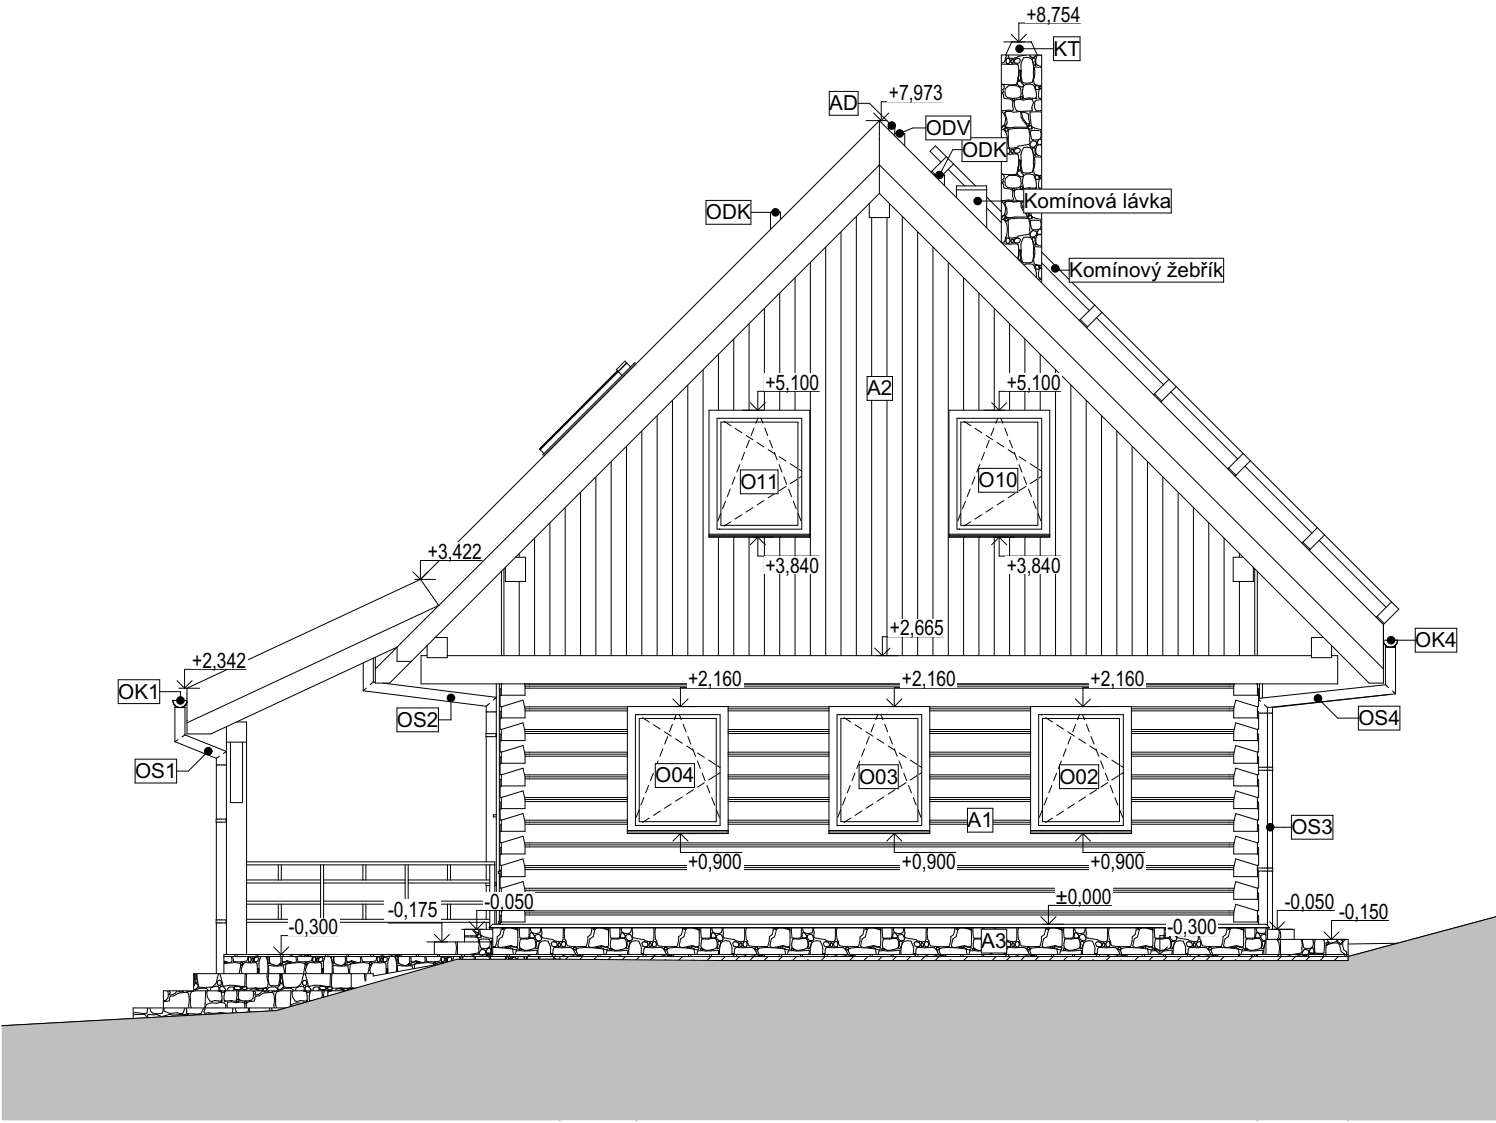 +8,754
KT
+7,973
AD
ODV
ODK
Komínová lávka
ODK
Komínový žebřík
+5,100
A2
+5,100
O11
O10
+3,840
+3,840
+3,422
+2,665
OK4
+2,342
OK1
+2,160
+2,160
+2,160
OS2
OS4
OS1
O04
O03
O02
A1
OS3
+0,900
+0,900
+0,900
±0,000
-0,050
-0,050
-0,175
-0,150
-0,300
-0,300
A3